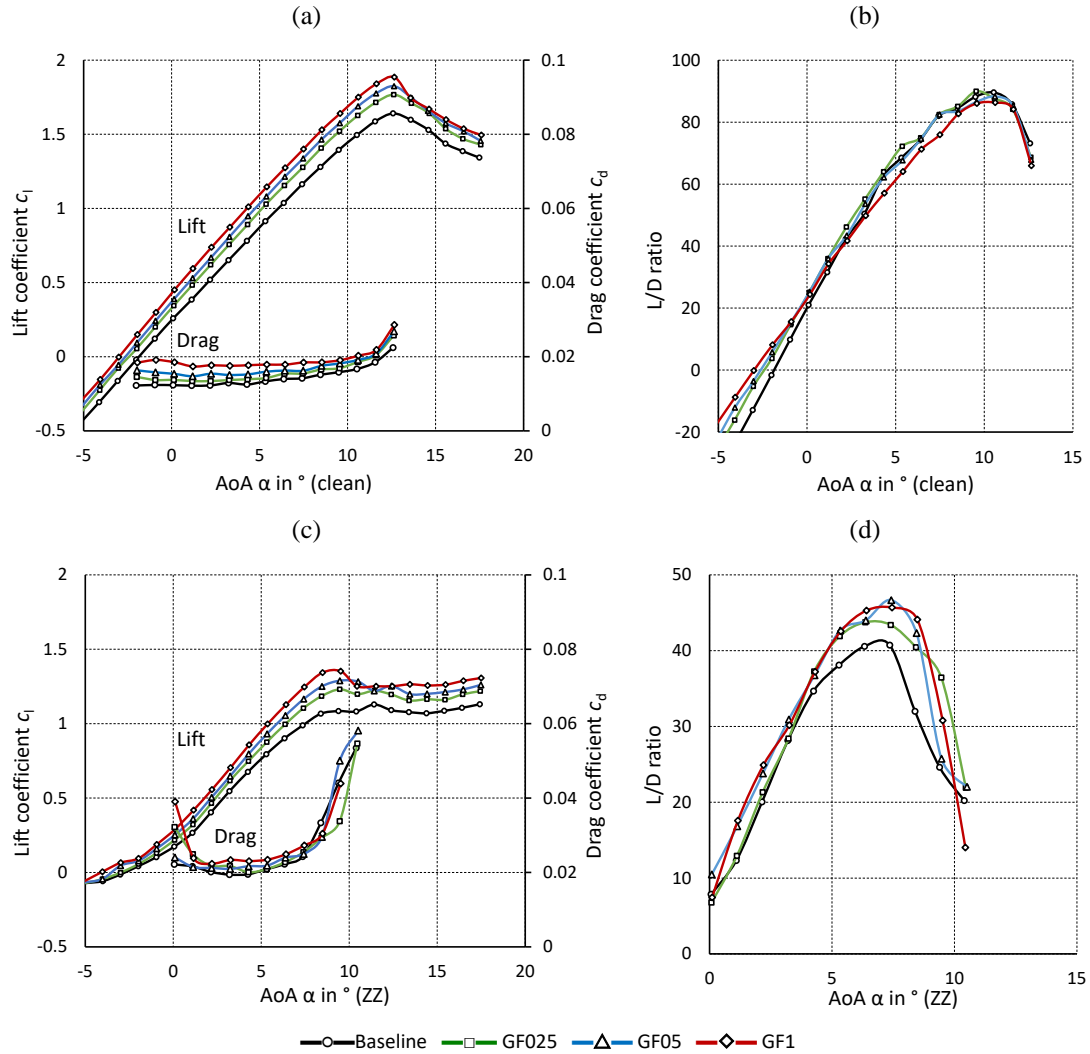 (a)
(b)
2
1.5
1
0.5
0
-0.5
0.1
0.08
0.06
0.04
0.02
0
Lift coefficient cl
Drag coefficient cd
Lift
Drag
-5 0 5 10 15 20
AoA α in ° (clean)
100
80
60
40
20
0
-20
L/D ratio
-5 0 5 10 15
AoA α in ° (clean)
(c)
(d)
2
1.5
1
0.5
0
-0.5
0.1
0.08
0.06
0.04
0.02
0
Lift coefficient cl
Drag coefficient cd
Lift
Drag
-5 0 5 10 15 20
AoA α in ° (ZZ)
50
40
30
20
10
0
L/D ratio
0 5 10 15
AoA α in ° (ZZ)
Baseline GF025 GF05 GF1